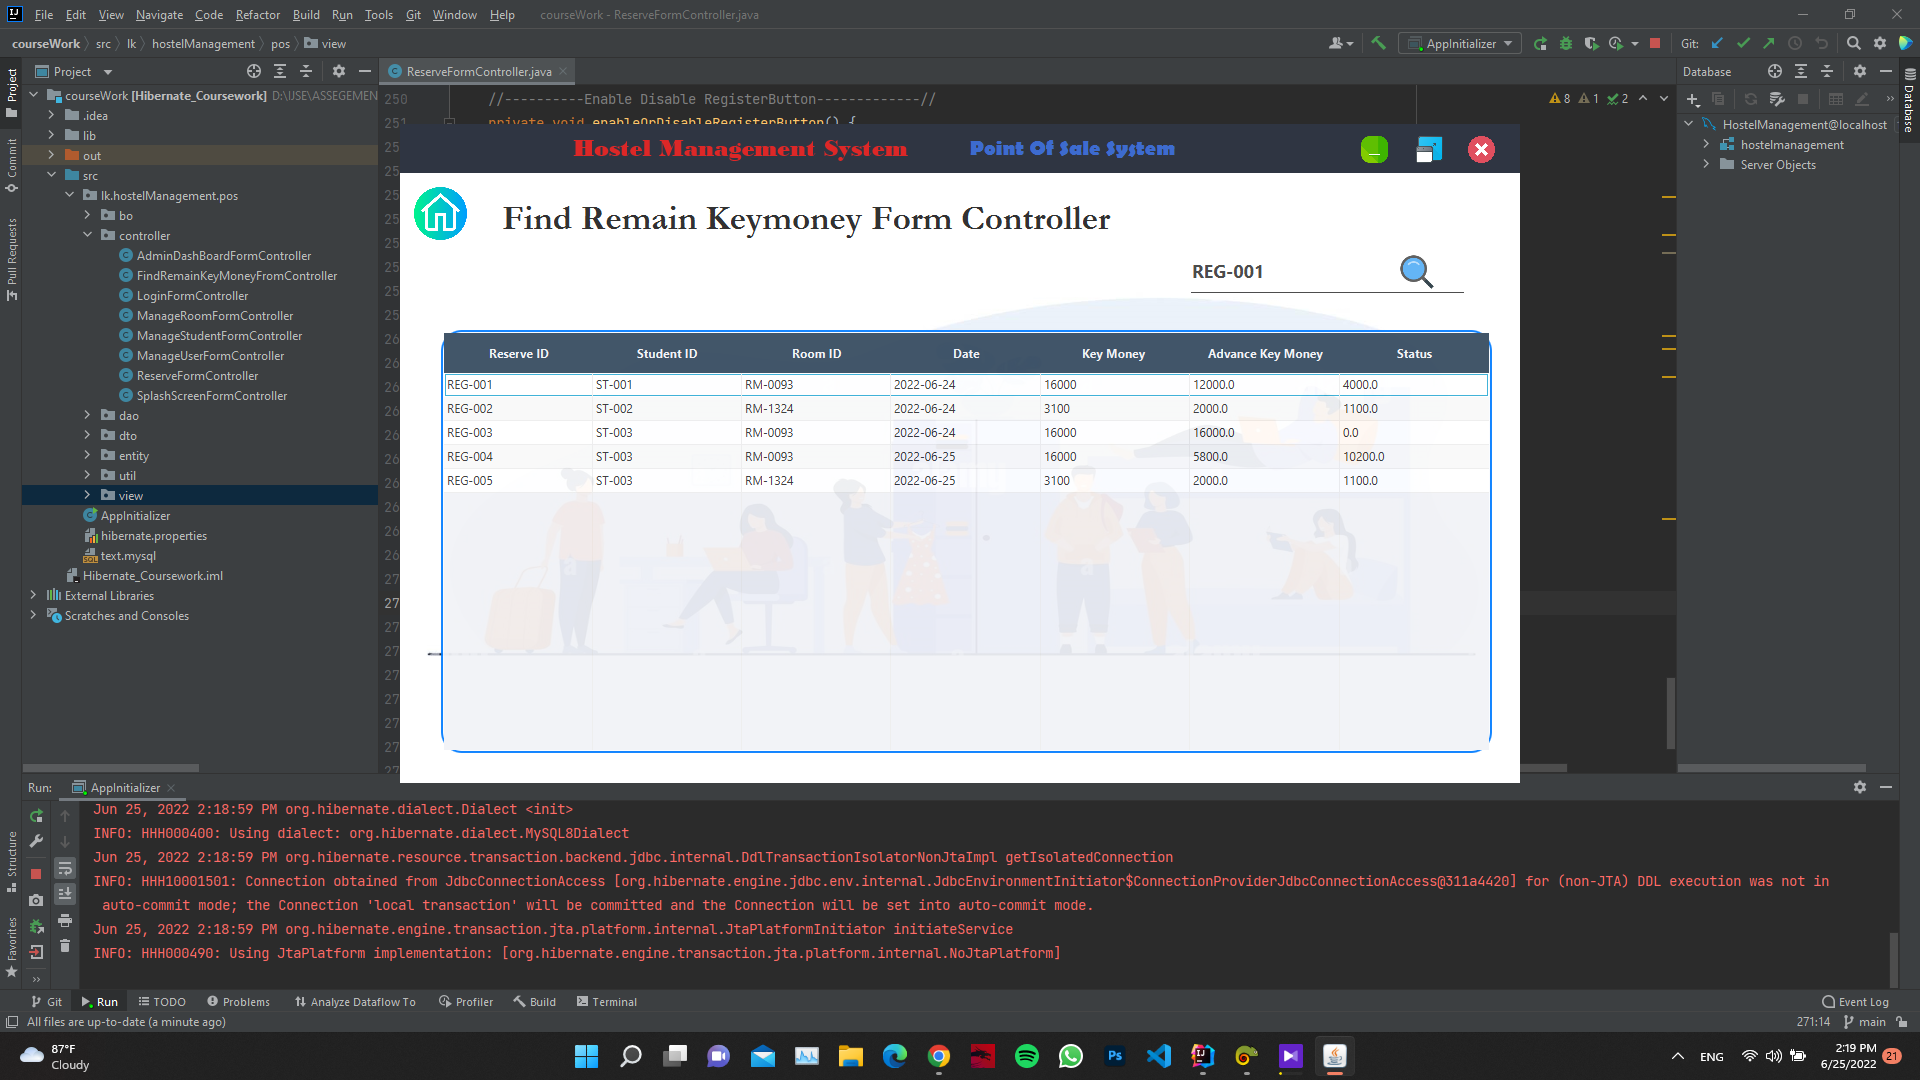 File Edit View Navigate Code Refactor Build Run Tools Git Window Help courseWork - ReserveFormController.java
courseWork src lk hostelManagement pos view AppInitializer Git:
Project ReserveFormController.java Database
courseWork [Hibernate_Coursework] D:\IJSE\ASSEGEMEN
.idea
lib
out
src
lk.hostelManagement.pos
bo
controller
AdminDashBoardFormController
FindRemainKeyMoneyFromController
LoginFormController
ManageRoomFormController
ManageStudentFormController
ManageUserFormController
ReserveFormController
SplashScreenFormController
dao
dto
entity
util
view
AppInitializer
hibernate.properties
text.mysql
Hibernate_Coursework.iml
External Libraries
Scratches and Consoles
Project
Commit
Pull Requests
Structure
Favorites
250 //----------Enable Disable RegisterButton-------------//
251 private void enableOrDisableRegisterButton() {
8 1 2
HostelManagement@localhost
hostelmanagement
Server Objects
Database
Hostel Management System Point Of Sale System
Find Remain Keymoney Form Controller
REG-001
Reserve ID Student ID Room ID Date Key Money Advance Key Money Status
REG-001 ST-001 RM-0093 2022-06-24 16000 12000.0 4000.0
REG-002 ST-002 RM-1324 2022-06-24 3100 2000.0 1100.0
REG-003 ST-003 RM-0093 2022-06-24 16000 16000.0 0.0
REG-004 ST-003 RM-0093 2022-06-25 16000 5800.0 10200.0
REG-005 ST-003 RM-1324 2022-06-25 3100 2000.0 1100.0
Run: AppInitializer
Jun 25, 2022 2:18:59 PM org.hibernate.dialect.Dialect <init>
INFO: HHH000400: Using dialect: org.hibernate.dialect.MySQL8Dialect
Jun 25, 2022 2:18:59 PM org.hibernate.resource.transaction.backend.jdbc.internal.DdlTransactionIsolatorNonJtaImpl getIsolatedConnection
INFO: HHH10001501: Connection obtained from JdbcConnectionAccess [org.hibernate.engine.jdbc.env.internal.JdbcEnvironmentInitiator$ConnectionProviderJdbcConnectionAccess@311a4420] for (non-JTA) DDL execution was not in
auto-commit mode; the Connection 'local transaction' will be committed and the Connection will be set into auto-commit mode.
Jun 25, 2022 2:18:59 PM org.hibernate.engine.transaction.jta.platform.internal.JtaPlatformInitiator initiateService
INFO: HHH000490: Using JtaPlatform implementation: [org.hibernate.engine.transaction.jta.platform.internal.NoJtaPlatform]
Git Run TODO Problems Analyze Dataflow To Profiler Build Terminal Event Log
All files are up-to-date (a minute ago) 271:14 main
87°F
Cloudy
ENG
2:19 PM
6/25/2022
21